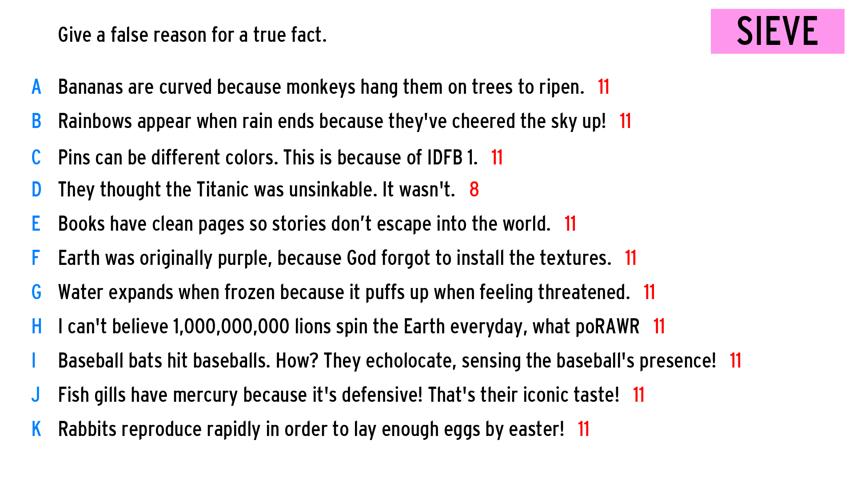 Give a false reason for a true fact.
SIEVE
A Bananas are curved because monkeys hang them on trees to ripen. 11
B Rainbows appear when rain ends because they've cheered the sky up! 11
C Pins can be different colors. This is because of IDFB 1. 11
D They thought the Titanic was unsinkable. It wasn't. 8
E Books have clean pages so stories don’t escape into the world. 11
F Earth was originally purple, because God forgot to install the textures. 11
G Water expands when frozen because it puffs up when feeling threatened. 11
H I can't believe 1,000,000,000 lions spin the Earth everyday, what poRAWR 11
I Baseball bats hit baseballs. How? They echolocate, sensing the baseball's presence! 11
J Fish gills have mercury because it's defensive! That's their iconic taste! 11
K Rabbits reproduce rapidly in order to lay enough eggs by easter! 11